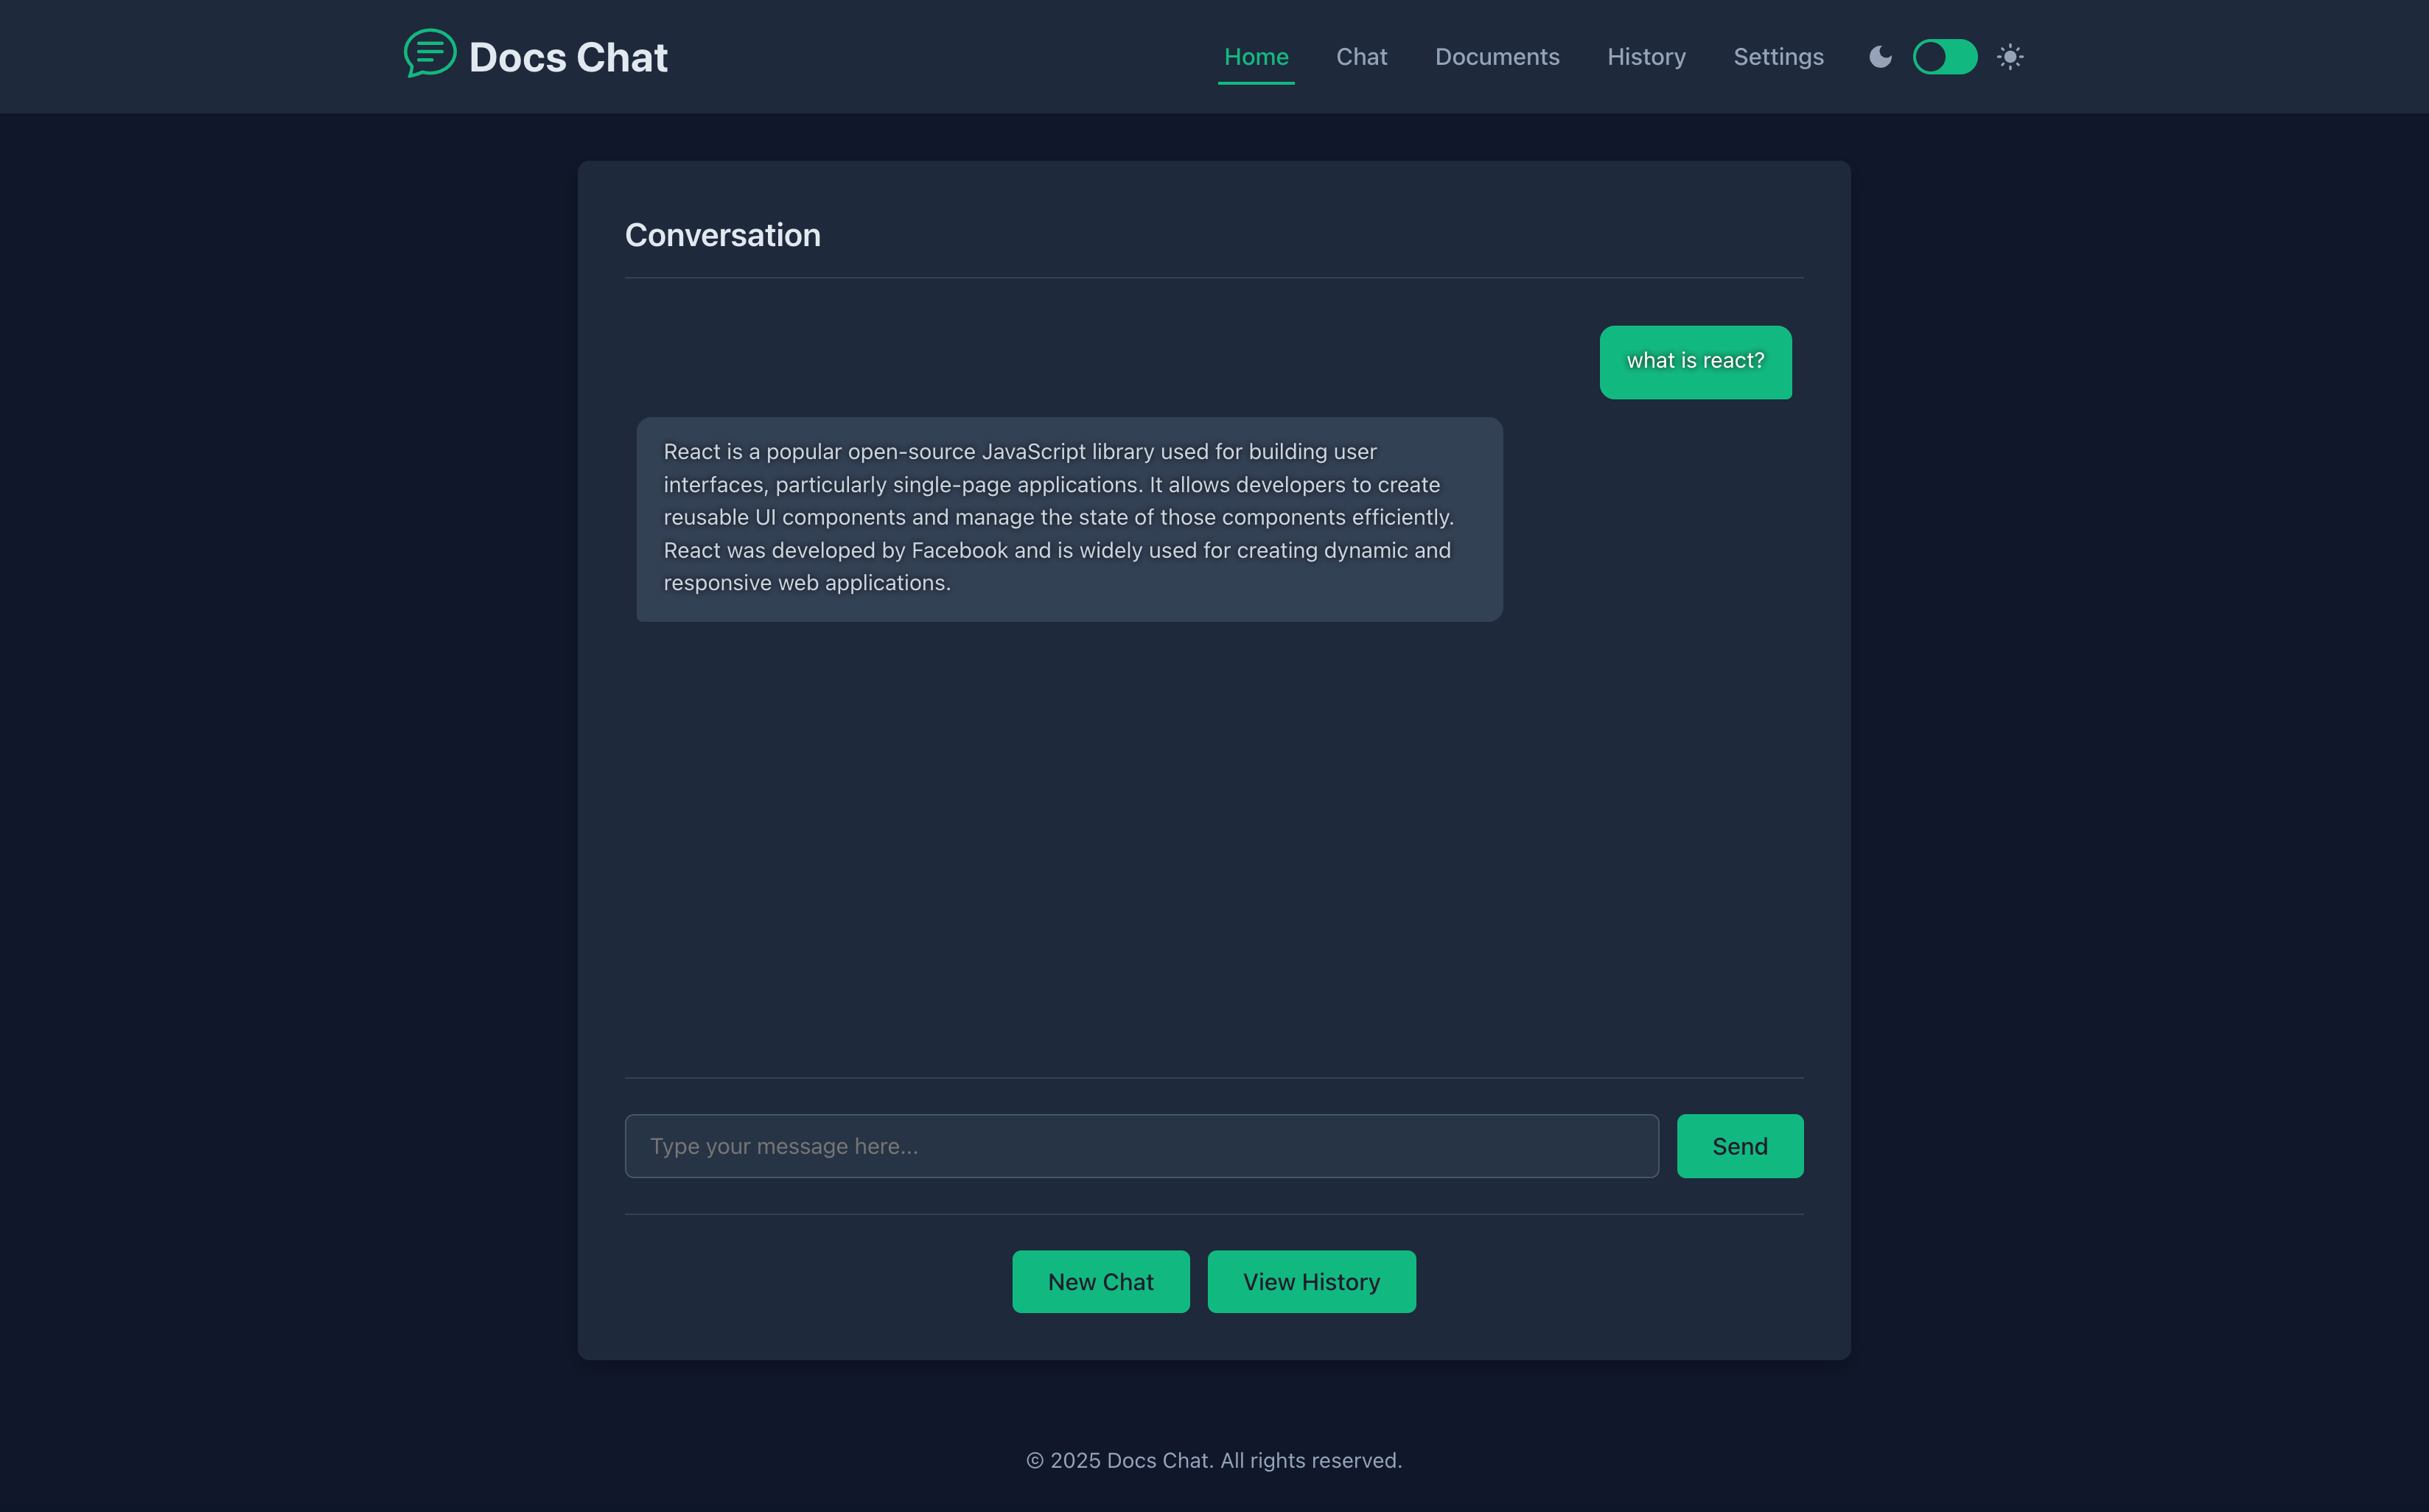 Docs Chat
Home Chat Documents History Settings
Conversation
what is react?
React is a popular open-source JavaScript library used for building user
interfaces, particularly single-page applications. It allows developers to create
reusable UI components and manage the state of those components efficiently.
React was developed by Facebook and is widely used for creating dynamic and
responsive web applications.
Type your message here...
Send
New Chat View History
© 2025 Docs Chat. All rights reserved.